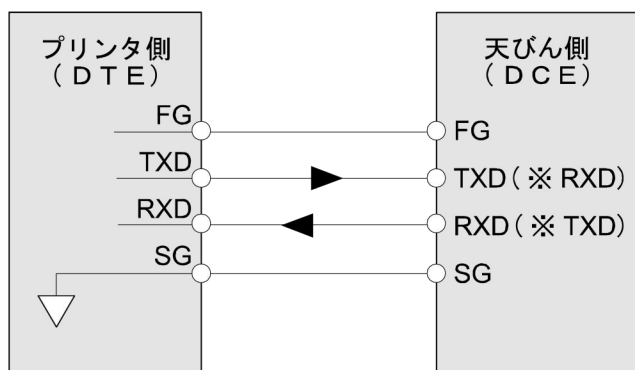 プリンタ側
(DTE)
天びん側
(DCE)
FG
FG
TXD
TXD(※ RXD)
RXD
RXD(※ TXD)
SG
SG